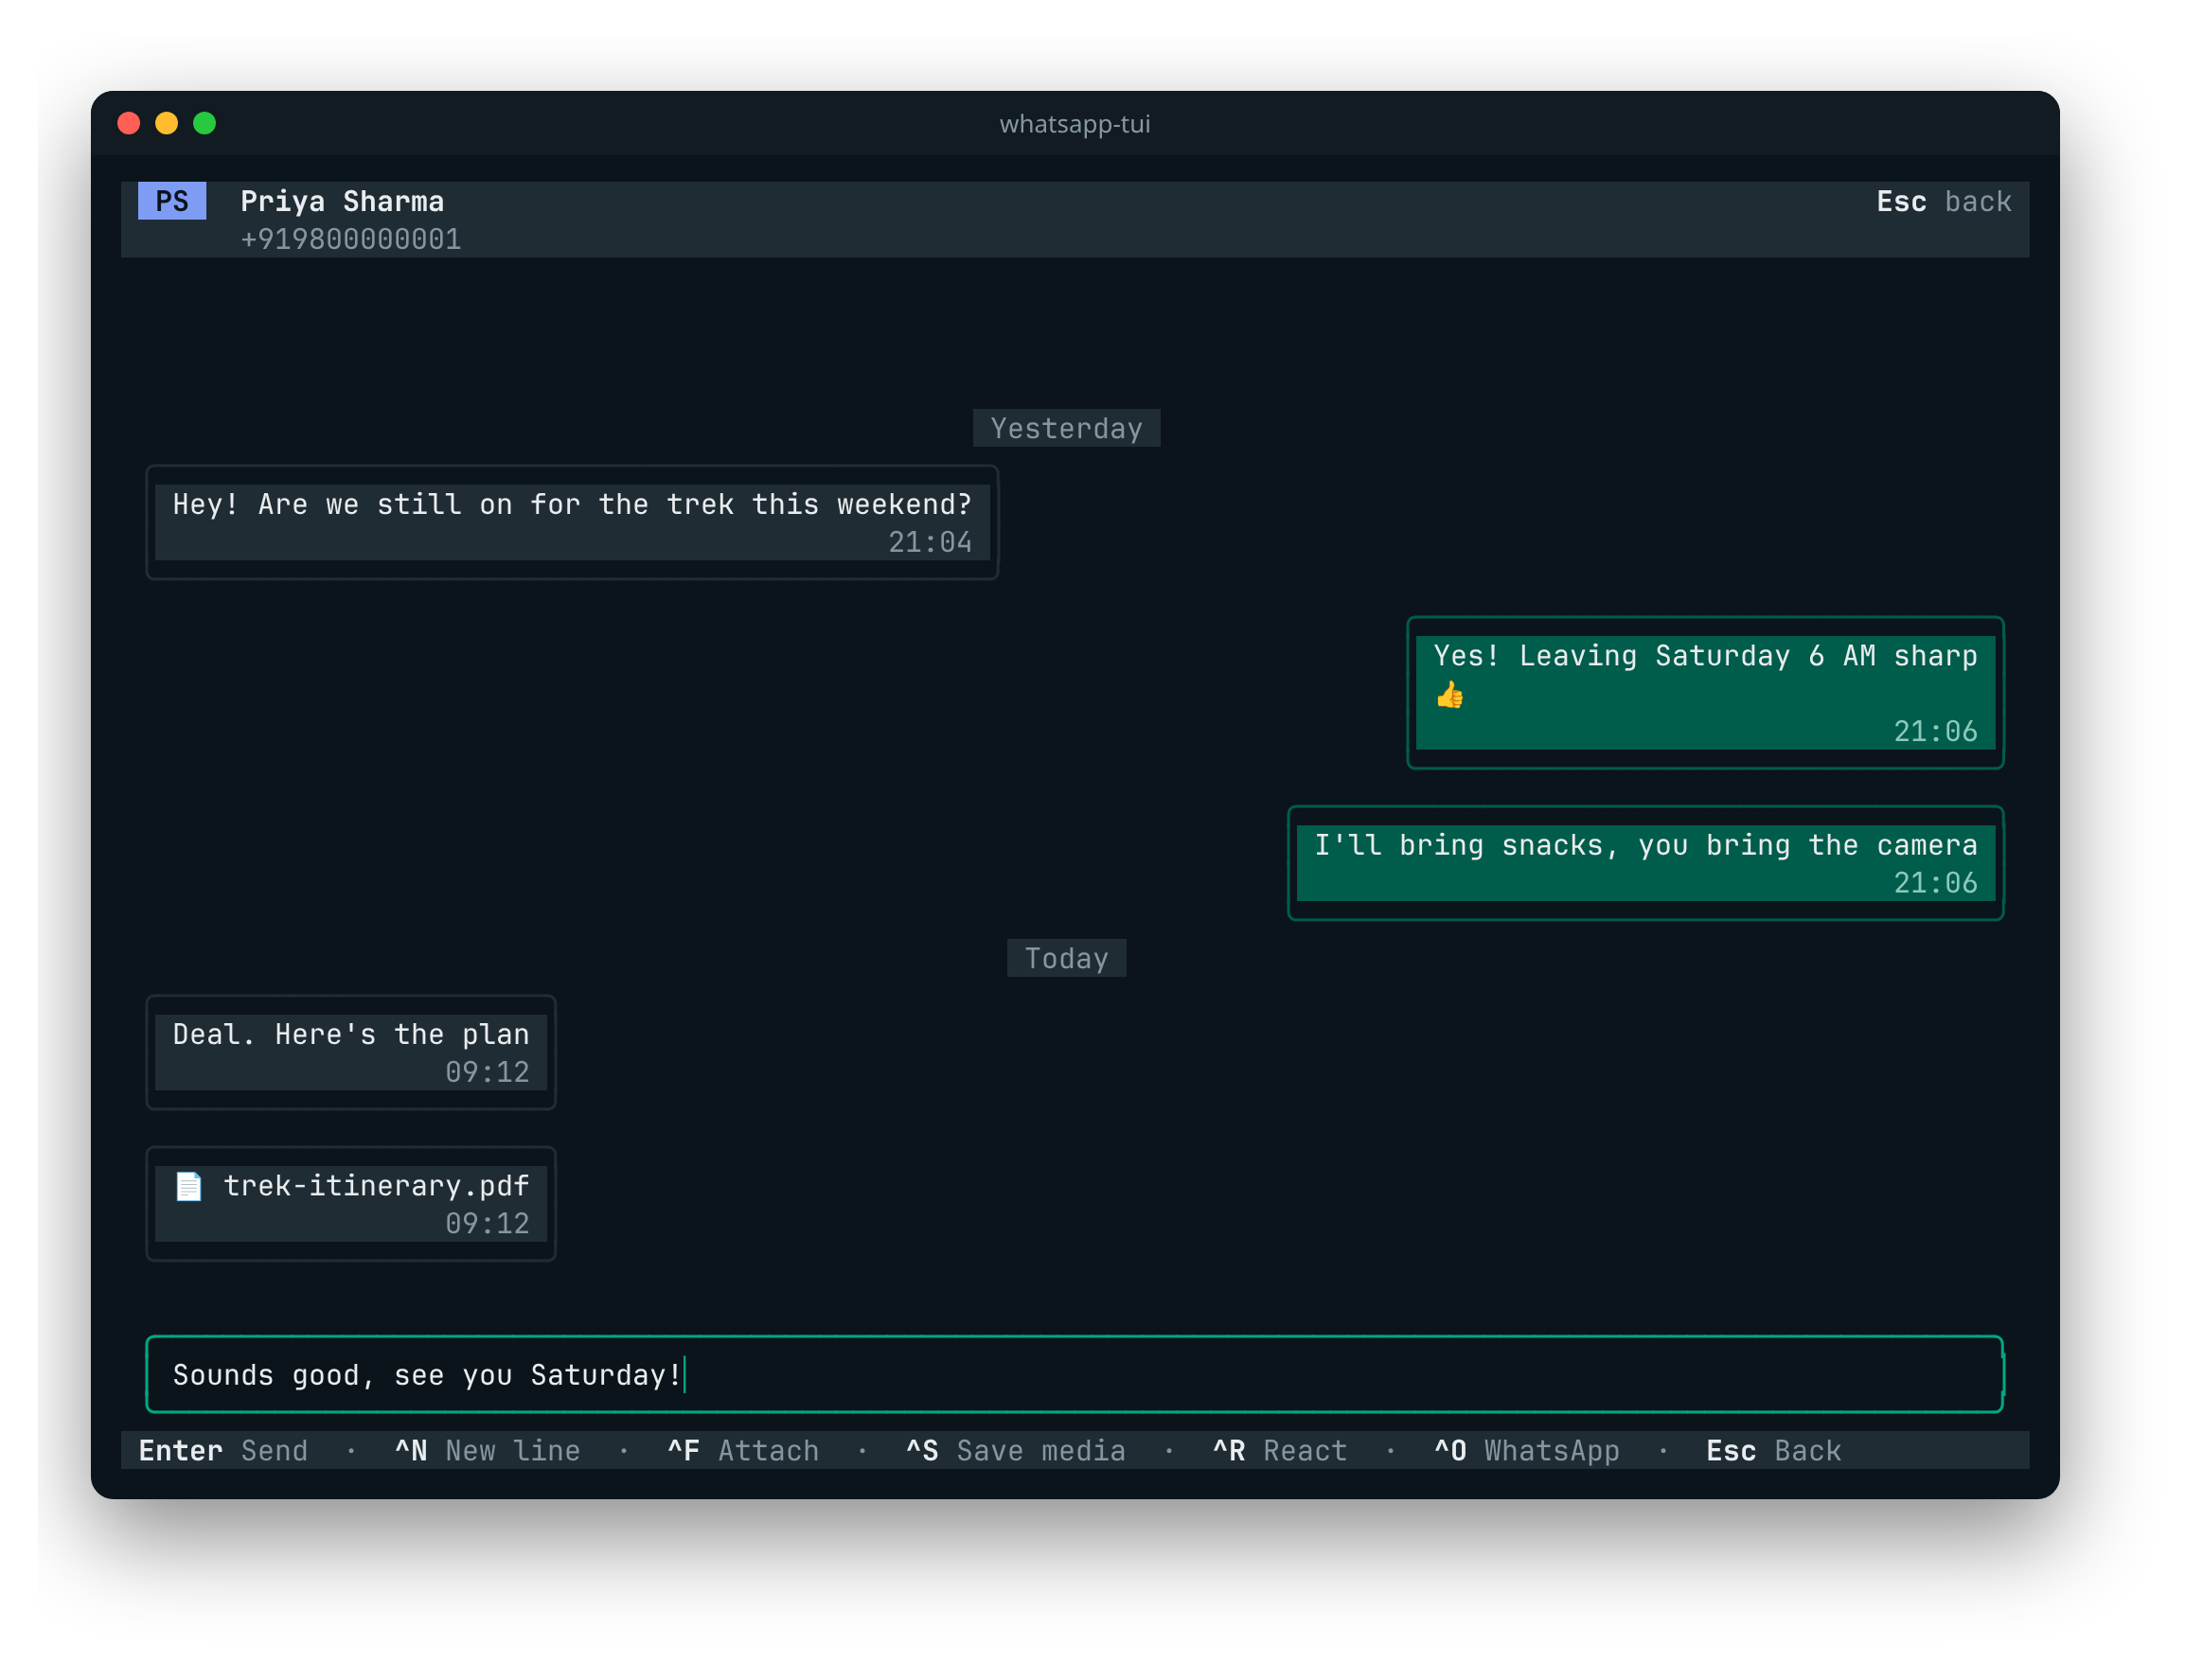 whatsapp-tui
PS Priya Sharma Esc back
+919800000001
Yesterday
Hey! Are we still on for the trek this weekend?
21:04
Yes! Leaving Saturday 6 AM sharp
👍
21:06
I'll bring snacks, you bring the camera
21:06
Today
Deal. Here's the plan
09:12
📄 trek-itinerary.pdf
09:12
Sounds good, see you Saturday!
Enter Send · ^N New line · ^F Attach · ^S Save media · ^R React · ^O WhatsApp · Esc Back